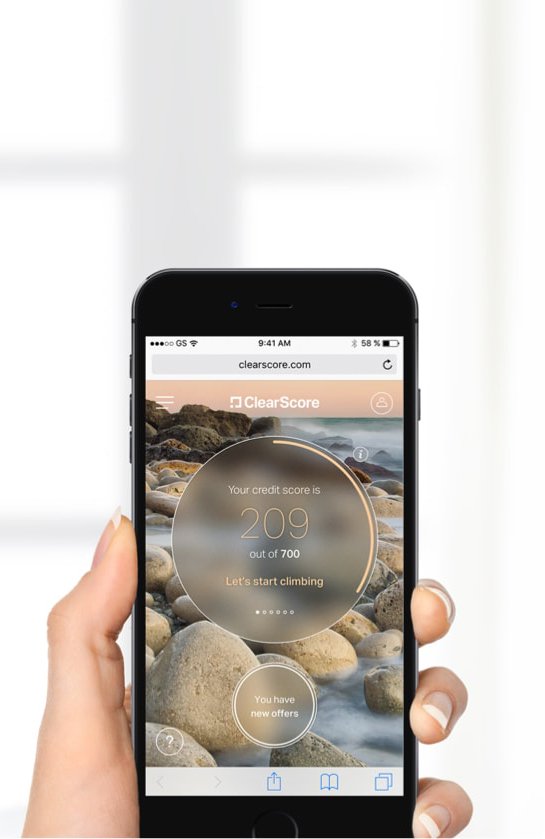 GS
9:41 AM
58 %
clearscore.com
ClearScore
i
Your credit score is
209
out of 700
Let's start climbing
You have
new offers
?